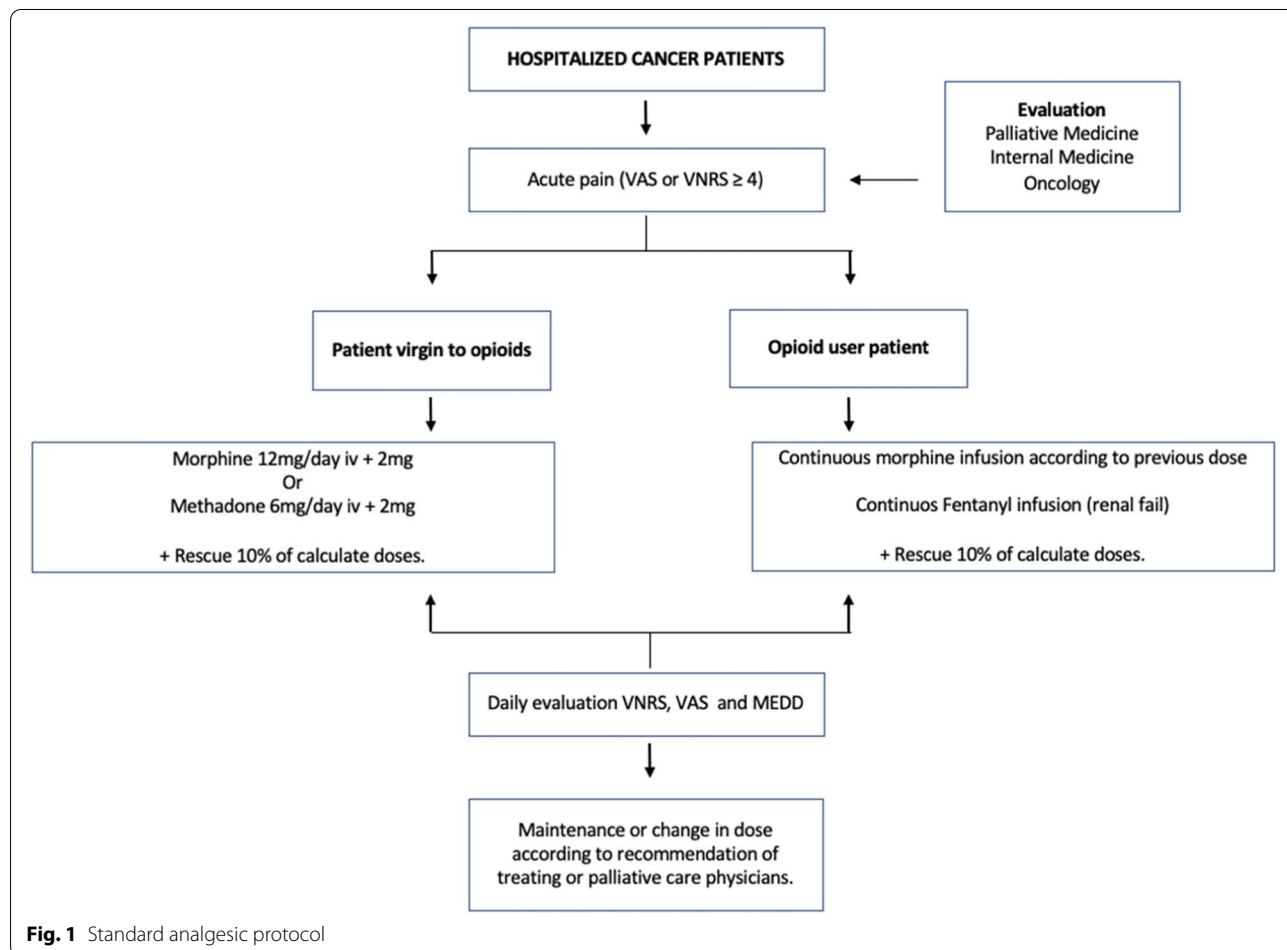 HOSPITALIZED CANCER PATIENTS
Evaluation
Palliative Medicine
Internal Medicine
Oncology
Acute pain (VAS or VNRS ≥ 4)
Patient virgin to opioids
Opioid user patient
Morphine 12mg/day iv + 2mg
Or
Methadone 6mg/day iv + 2mg
+ Rescue 10% of calculate doses.
Continuous morphine infusion according to previous dose
Continuos Fentanyl infusion (renal fail)
+ Rescue 10% of calculate doses.
Daily evaluation VNRS, VAS and MEDD
Maintenance or change in dose
according to recommendation of
treating or palliative care physicians.
Fig. 1 Standard analgesic protocol